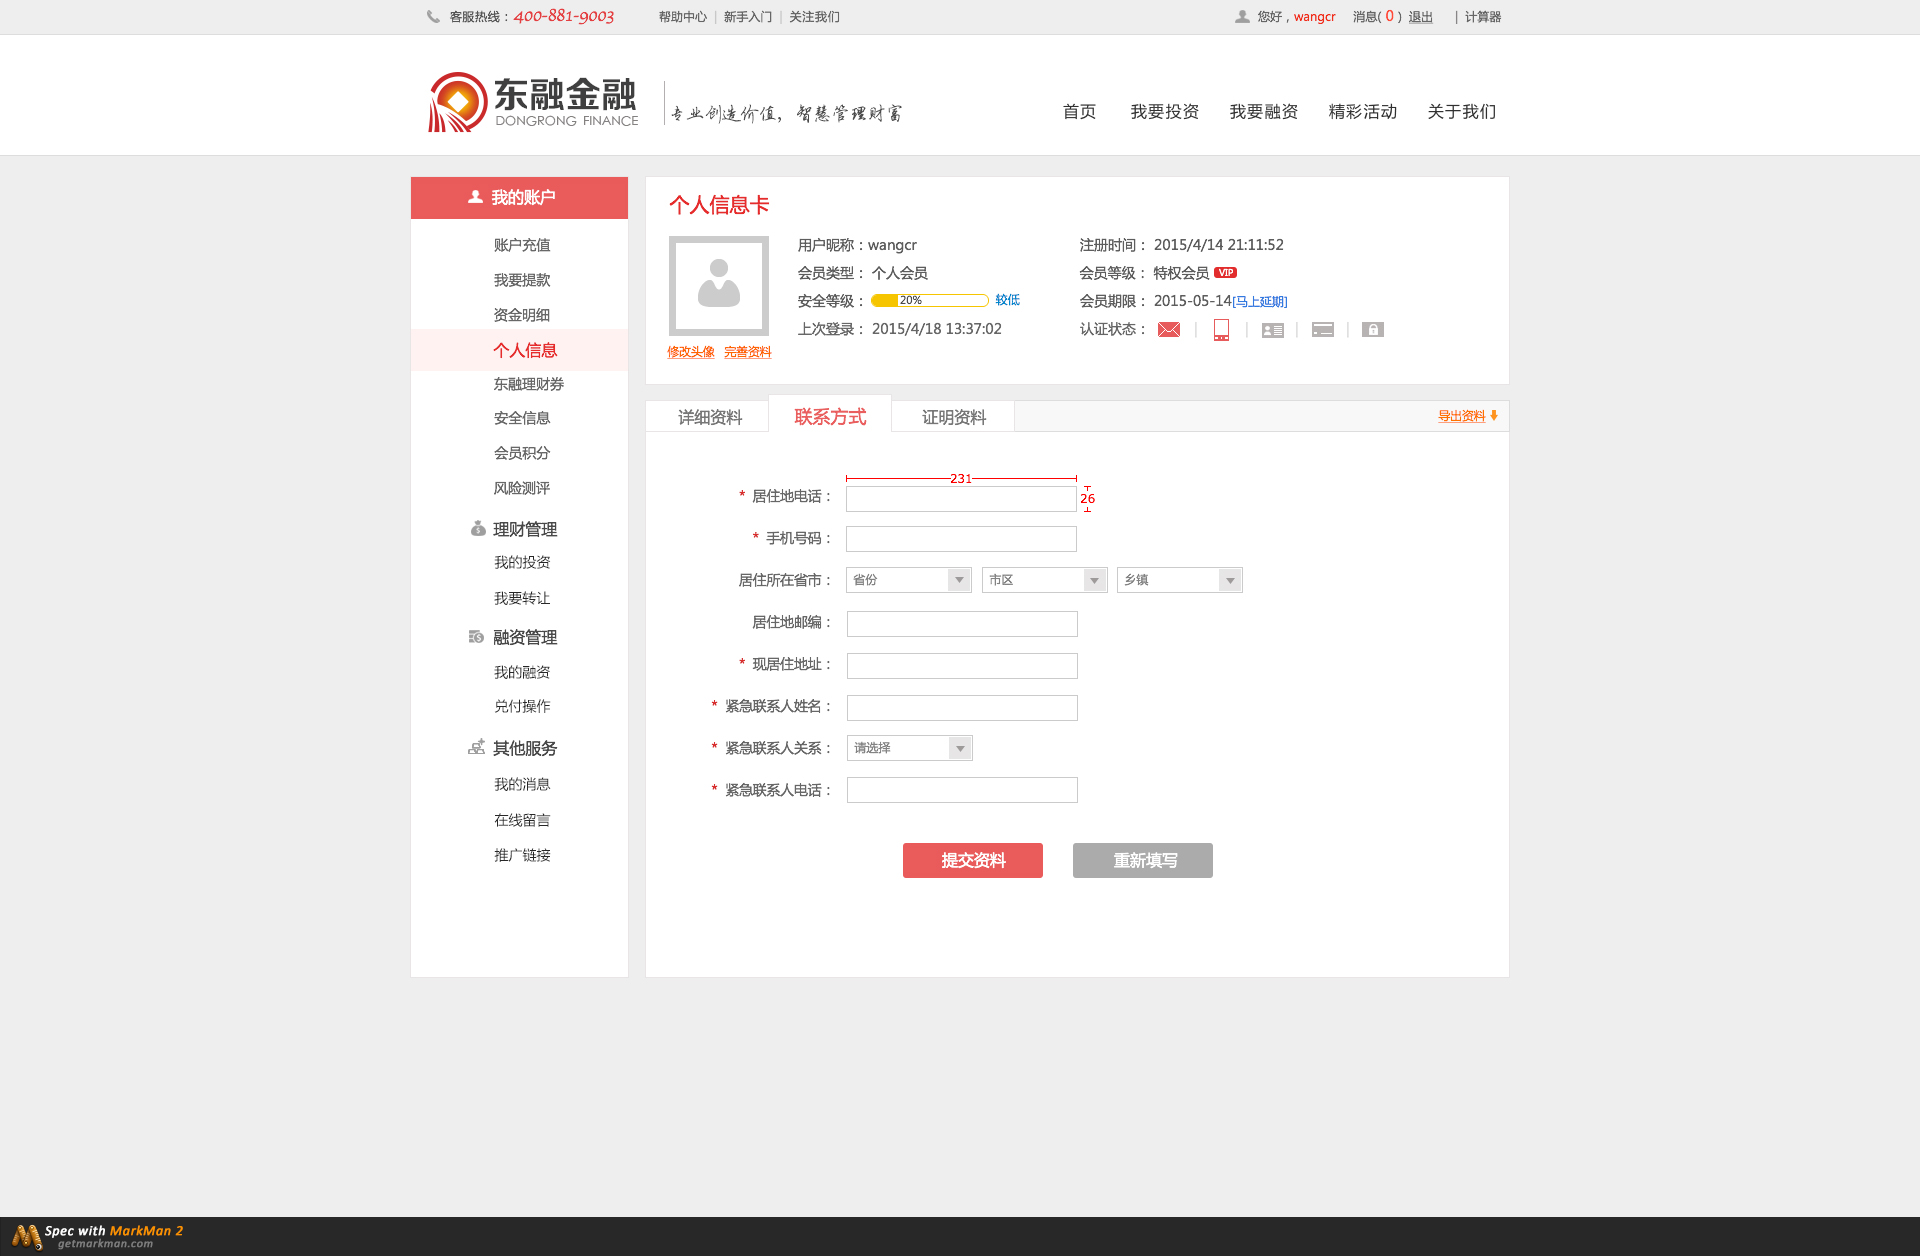 客服热线：400-881-9003 帮助中心 | 新手入门 | 关注我们 您好，wangcr 消息( 0 ) 退出 | 计算器
东融金融
DONGRONG FINANCE
专业创造价值，智慧管理财富
首页 我要投资 我要融资 精彩活动 关于我们
我的账户
账户充值
我要提款
资金明细
个人信息
东融理财券
安全信息
会员积分
风险测评
理财管理
我的投资
我要转让
融资管理
我的融资
兑付操作
其他服务
我的消息
在线留言
推广链接
个人信息卡
用户昵称：wangcr 注册时间： 2015/4/14 21:11:52
会员类型： 个人会员 会员等级： 特权会员 VIP
安全等级： 20% 较低 会员期限： 2015-05-14[马上延期]
上次登录： 2015/4/18 13:37:02 认证状态：
修改头像 完善资料
详细资料 联系方式 证明资料 导出资料
231
* 居住地电话： 26
* 手机号码：
居住所在省市： 省份 市区 乡镇
居住地邮编：
* 现居住地址：
* 紧急联系人姓名：
* 紧急联系人关系： 请选择
* 紧急联系人电话：
提交资料 重新填写
Spec with MarkMan 2
getmarkman.com